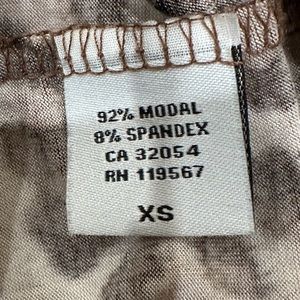 92% MODAL
8% SPANDEX
CA 32054
RN 119567
XS